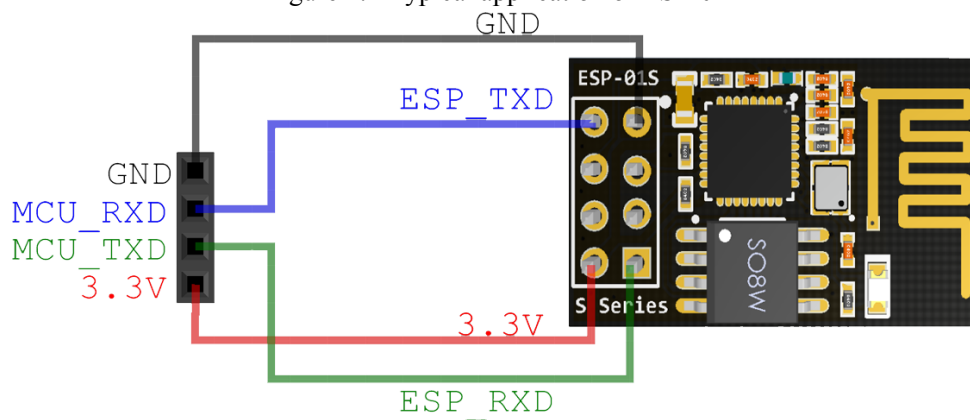 GND
ESP_TXD
ESP-01S
GND
MCU_RXD
MCU_TXD
3.3V
SO8W
3.3V
S Series
ESP_RXD